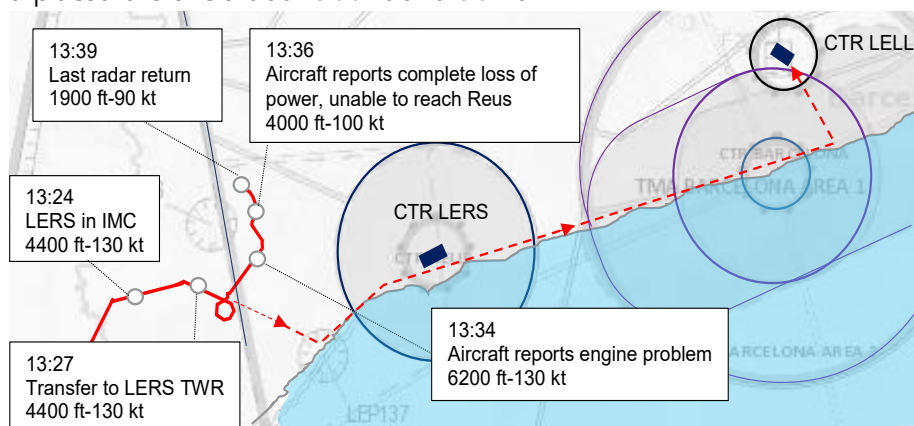 13:39
Last radar return
1900 ft-90 kt
13:36
Aircraft reports complete loss of
power, unable to reach Reus
4000 ft-100 kt
CTR LELL
13:24
LERS in IMC
4400 ft-130 kt
CTR LERS
CTR BARCELONA
TMA BARCELONA AREA 1
13:34
Aircraft reports engine problem
6200 ft-130 kt
13:27
Transfer to LERS TWR
4400 ft-130 kt
LEP137